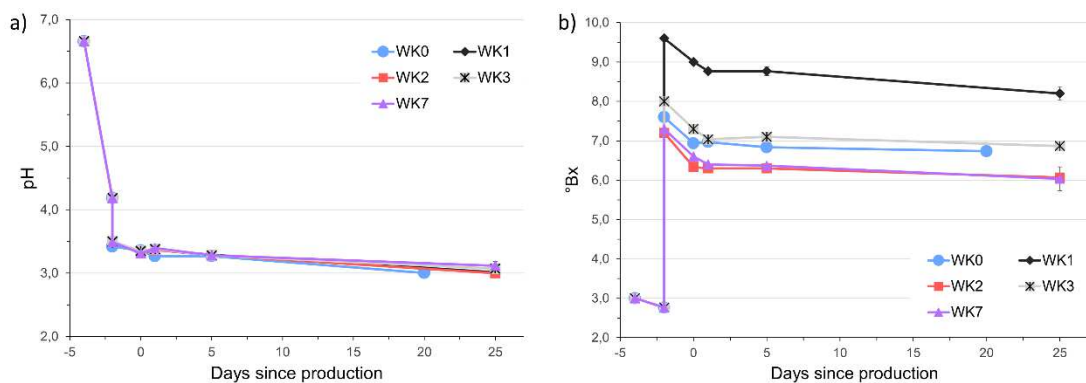 a)
7,0
6,0
5,0
4,0
3,0
2,0
pH
-5 0 5 10 15 20 25
Days since production
WK0 WK1
WK2 WK3
WK7
b)
10,0
9,0
8,0
7,0
6,0
5,0
4,0
3,0
2,0
°Bx
-5 0 5 10 15 20 25
Days since production
WK0 WK1
WK2 WK3
WK7